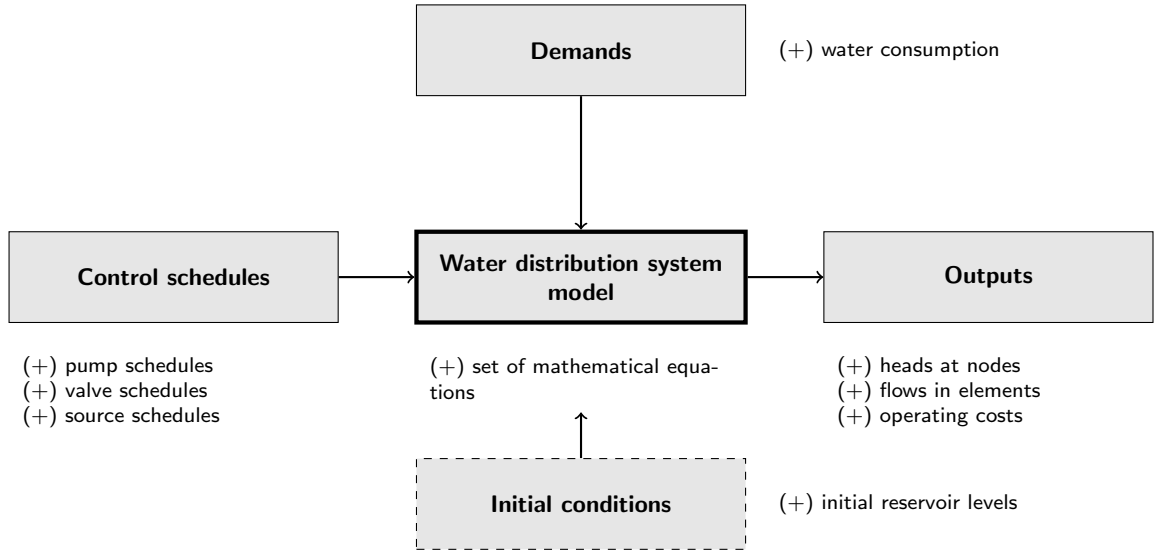 Demands
(+) water consumption
Control schedules
Water distribution system
model
Outputs
(+) pump schedules
(+) valve schedules
(+) source schedules
(+) set of mathematical equa-
tions
(+) heads at nodes
(+) flows in elements
(+) operating costs
Initial conditions
(+) initial reservoir levels